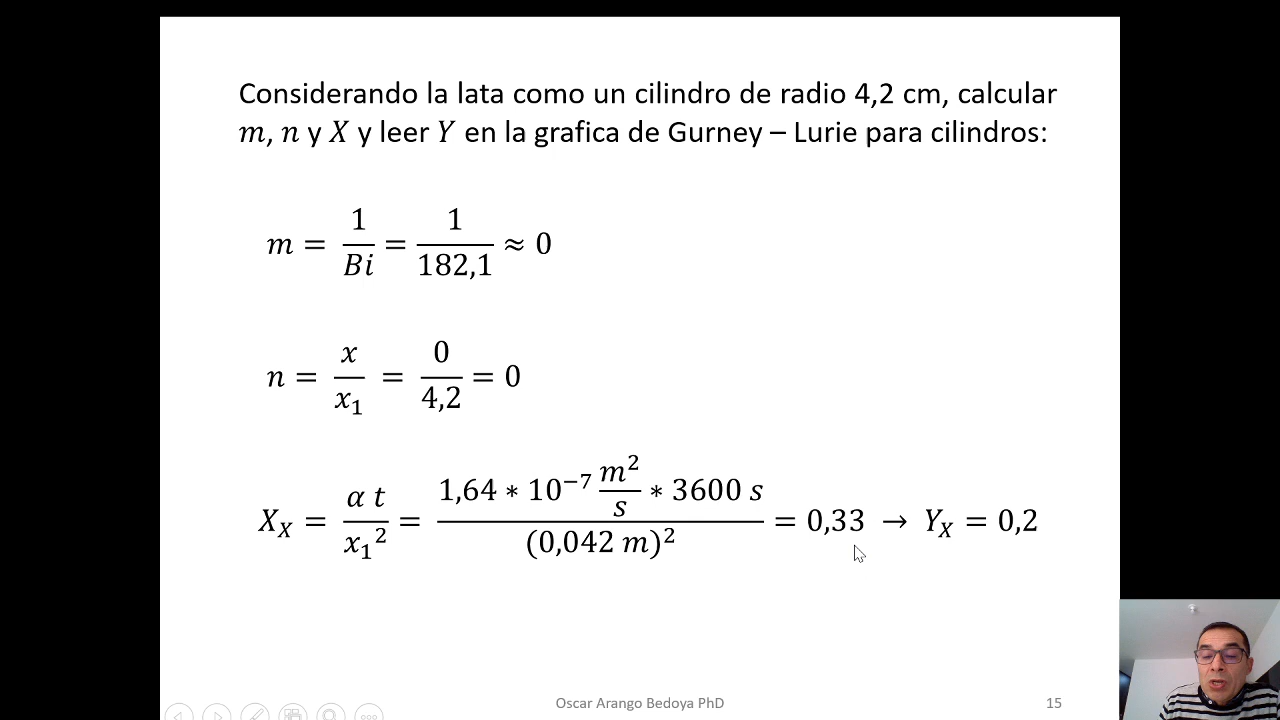 Considerando la lata como un cilindro de radio 4,2 cm, calcular
m, n y X y leer Y en la grafica de Gurney – Lurie para cilindros:
m = 1/Bi = 1/182,1 ≈ 0
n = x/x₁ = 0/4,2 = 0
X_X = α t/x₁² = 1,64 * 10⁻⁷ m²/s * 3600 s/(0,042 m)² = 0,33 → Y_X = 0,2
Oscar Arango Bedoya PhD
15